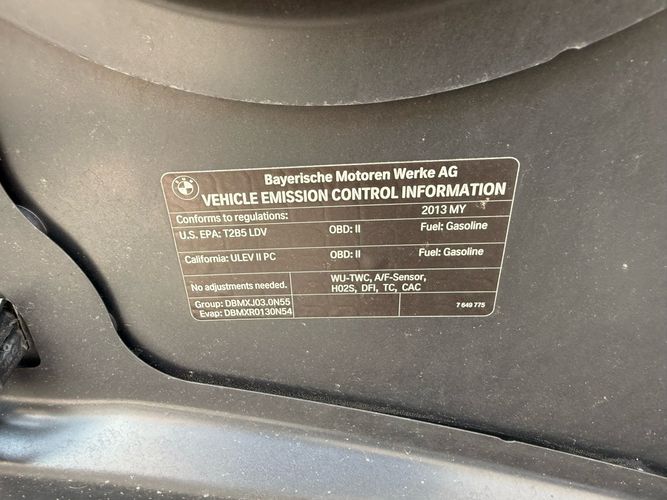 Bayerische Motoren Werke AG
VEHICLE EMISSION CONTROL INFORMATION
Conforms to regulations: 2013 MY
U.S. EPA: T2B5 LDV OBD: II Fuel: Gasoline
California: ULEV II PC OBD: II Fuel: Gasoline
No adjustments needed. WU-TWC, A/F-Sensor,
H02S, DFI, TC, CAC
Group: DBMXJ03.0N55
Evap: DBMXR0130N54 7 649 775